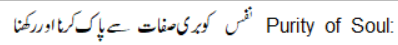 Purity of Soul: نفس کو بری صفات سے پاک کرنا اور رکھنا